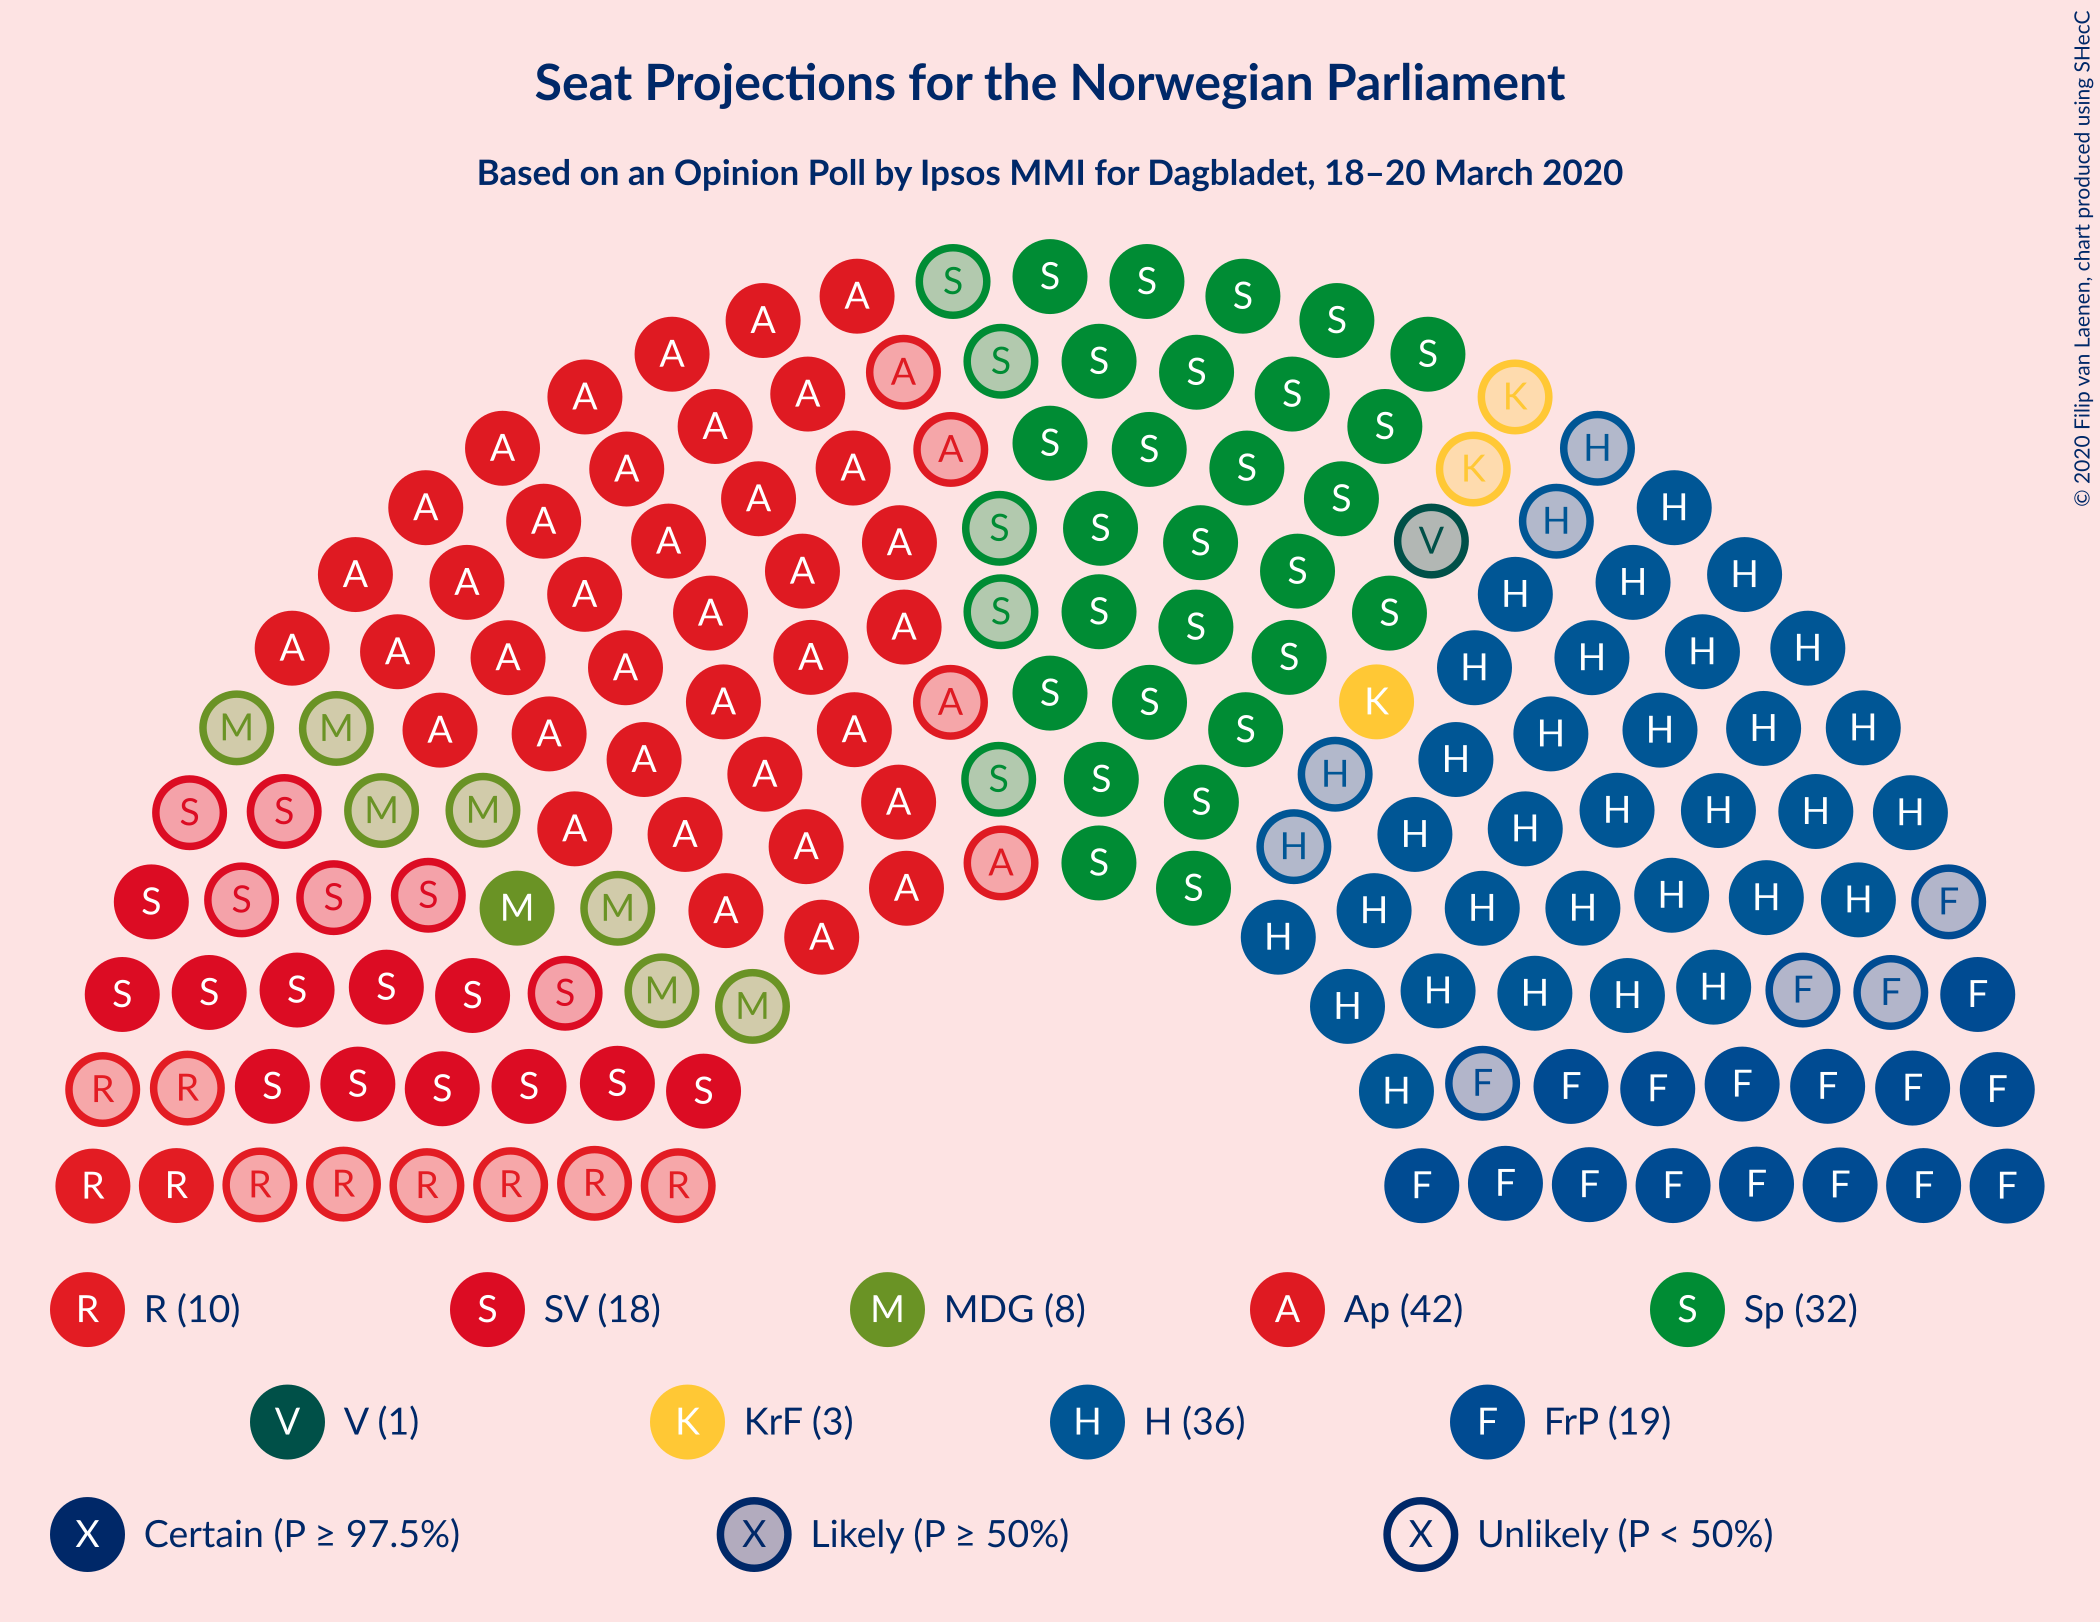 Seat Projections for the Norwegian Parliament
Based on an Opinion Poll by Ipsos MMI for Dagbladet, 18–20 March 2020
© 2020 Filip van Laenen, chart produced using SHecC
A S S S S
A S
A A S S S S
A A S K
A A A S S S H
A A S K
A A A S S S S H
A A S H H
A A A S S S S V H
A A A S H H
A A A S S S S H H
A A A A S S H H H
A A A A A S S S K H H
M M A A A S H H H H
A A S S S H H
S S M M A A H H H H H H
A H
S S S S M M A A A S S H H H H H H H F
A H
S S S S S S M M H H H H H F F F
R R S S S S S S H F F F F F F F
R R R R R R R R F F F F F F F F
R R (10) S SV (18) M MDG (8) A Ap (42) S Sp (32)
V V (1) K KrF (3) H H (36) F FrP (19)
X Certain (P ≥ 97.5%) X Likely (P ≥ 50%) X Unlikely (P < 50%)